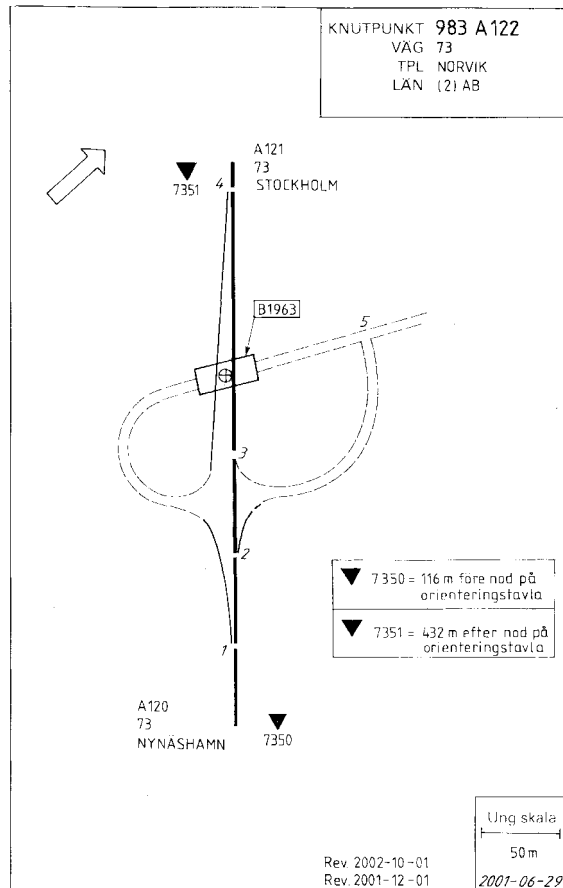 KNUTPUNKT 983 A122
VÄG 73
TPL NORVIK
LÄN (2) AB
A121
73
STOCKHOLM
7351
4
B1963
5
3
2
7350 = 116 m före nod på
orienteringstavla
7351 = 432 m efter nod på
orienteringstavla
1
A120
73
NYNÄSHAMN
7350
Ung skala
50 m
Rev. 2002-10-01
Rev. 2001-12-01
2001-06-29